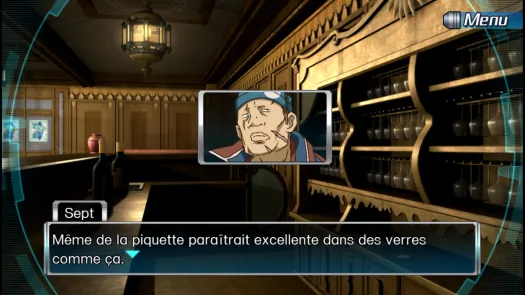 Menu
Sept
Même de la piquette paraîtrait excellente dans des verres
comme ça.